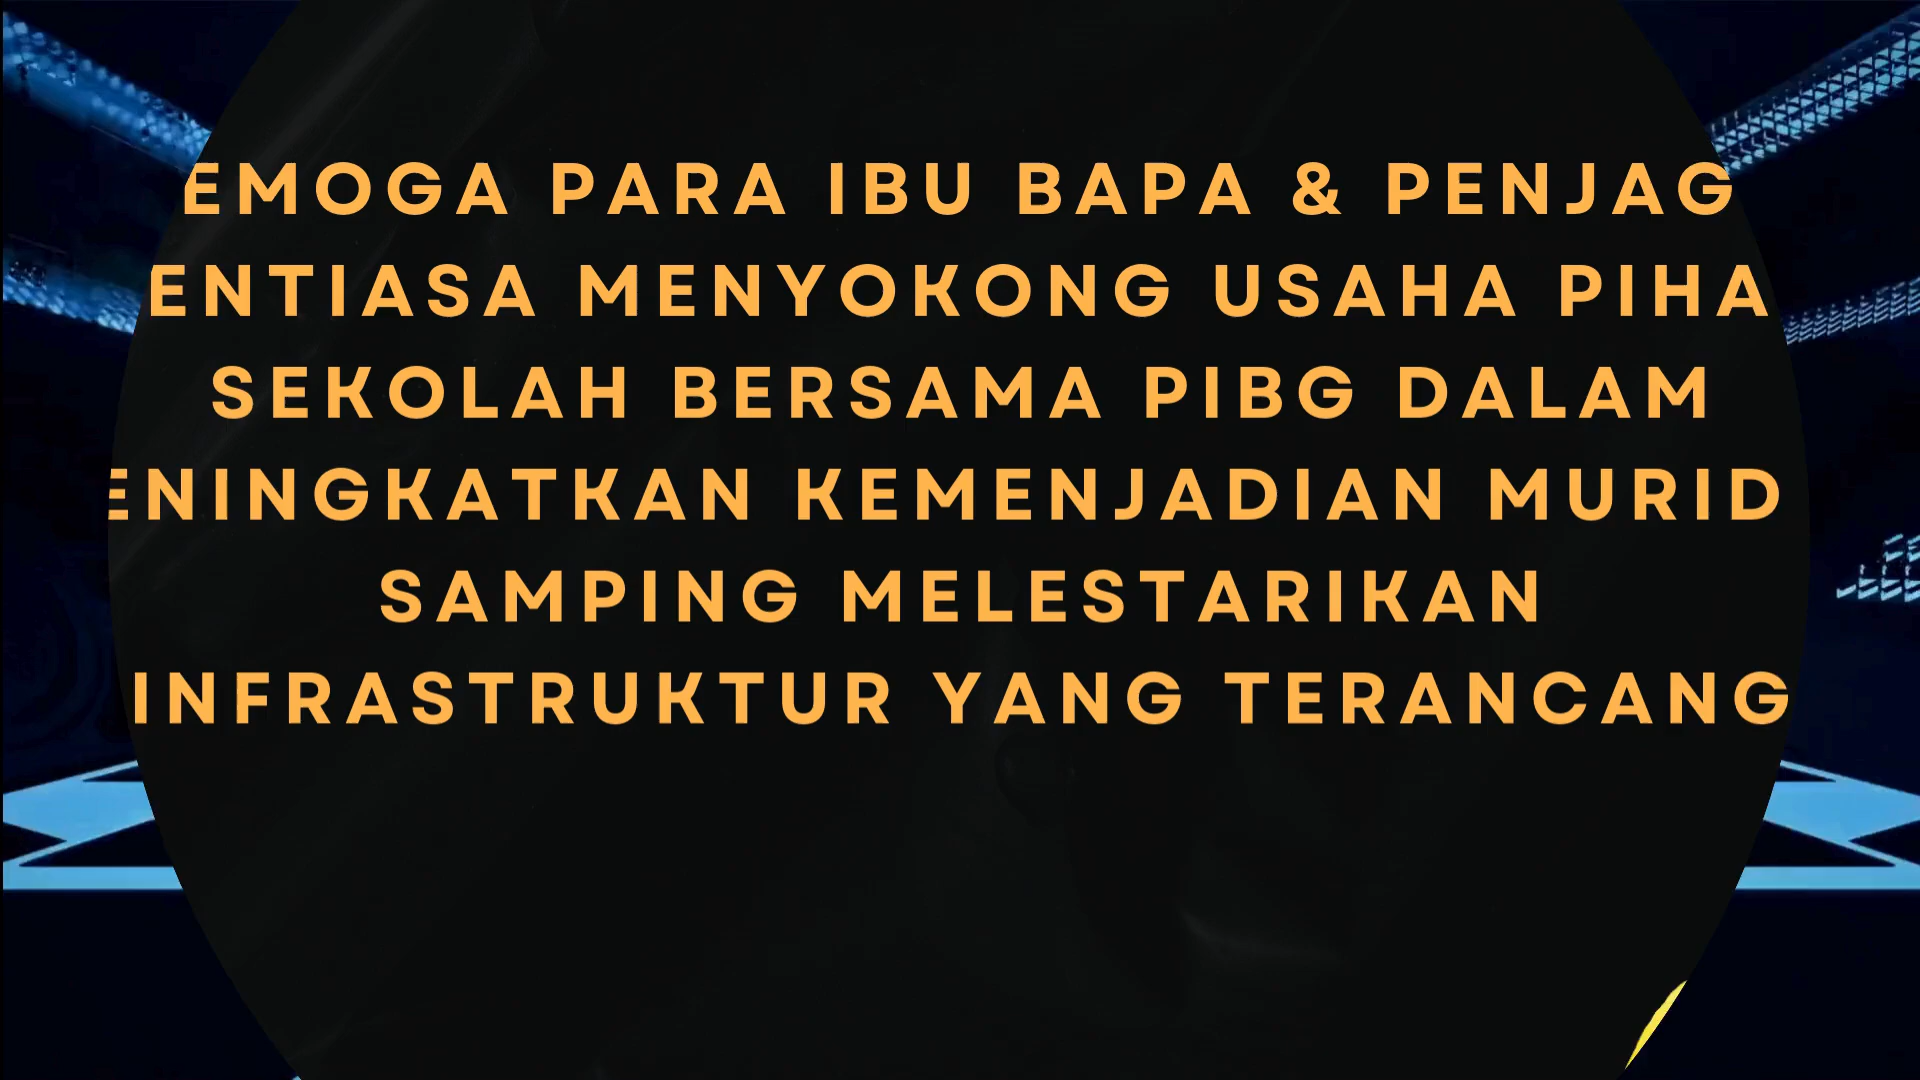 EMOGA PARA IBU BAPA & PENJAG
ENTIASA MENYOKONG USAHA PIHA
SEKOLAH BERSAMA PIBG DALAM
ENINGKATKAN KEMENJADIAN MURID
SAMPING MELESTARIKAN
INFRASTRUKTUR YANG TERANCANG